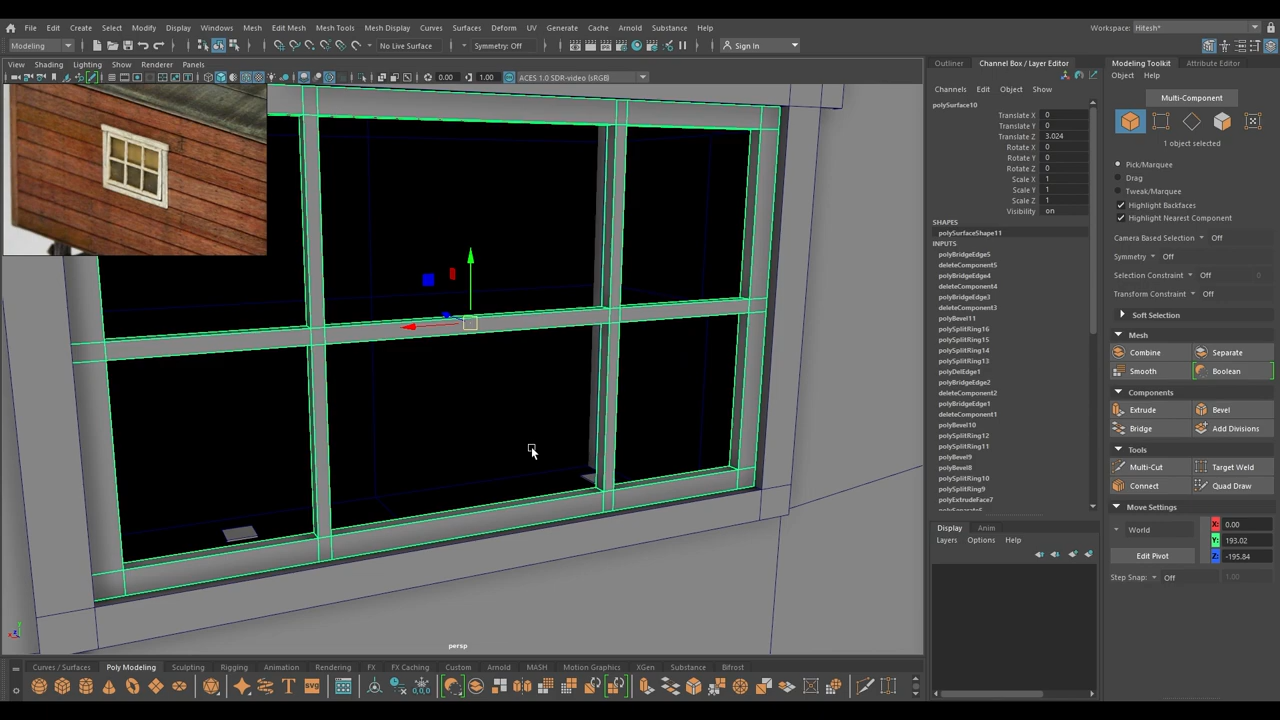 File Edit Create Select Modify Display Windows Mesh Edit Mesh Mesh Tools Mesh Display Curves Surfaces Deform UV Generate Cache Arnold Substance Help
Workspace: Hitesh*
Modeling No Live Surface Symmetry: Off Sign In
View Shading Lighting Show Renderer Panels
0.00 1.00 ACES 1.0 SDR-video (sRGB)
persp
Outliner Channel Box / Layer Editor
Channels Edit Object Show
polySurface10
Translate X 0
Translate Y 0
Translate Z 3.024
Rotate X 0
Rotate Y 0
Rotate Z 0
Scale X 1
Scale Y 1
Scale Z 1
Visibility on
SHAPES
polySurfaceShape11
INPUTS
polyBridgeEdge5
deleteComponent5
polyBridgeEdge4
deleteComponent4
polyBridgeEdge3
deleteComponent3
polyBevel11
polySplitRing16
polySplitRing15
polySplitRing14
polySplitRing13
polyDelEdge1
polyBridgeEdge2
deleteComponent2
polyBridgeEdge1
deleteComponent1
polyBevel10
polySplitRing12
polySplitRing11
polyBevel9
polyBevel8
polySplitRing10
polySplitRing9
polyExtrudeFace7
Display Anim
Layers Options Help
Modeling Toolkit Attribute Editor
Object Help
Multi-Component
1 object selected
Pick/Marquee
Drag
Tweak/Marquee
Highlight Backfaces
Highlight Nearest Component
Camera Based Selection Off
Symmetry Off
Selection Constraint Off
Transform Constraint Off
Soft Selection
Mesh
Combine Separate
Smooth Boolean
Components
Extrude Bevel
Bridge Add Divisions
Tools
Multi-Cut Target Weld
Connect Quad Draw
Move Settings
World X: 0.00
Y: 193.02
Edit Pivot Z: -195.84
Step Snap: Off 1.00
Curves / Surfaces Poly Modeling Sculpting Rigging Animation Rendering FX FX Caching Custom Arnold MASH Motion Graphics XGen Substance Bifrost